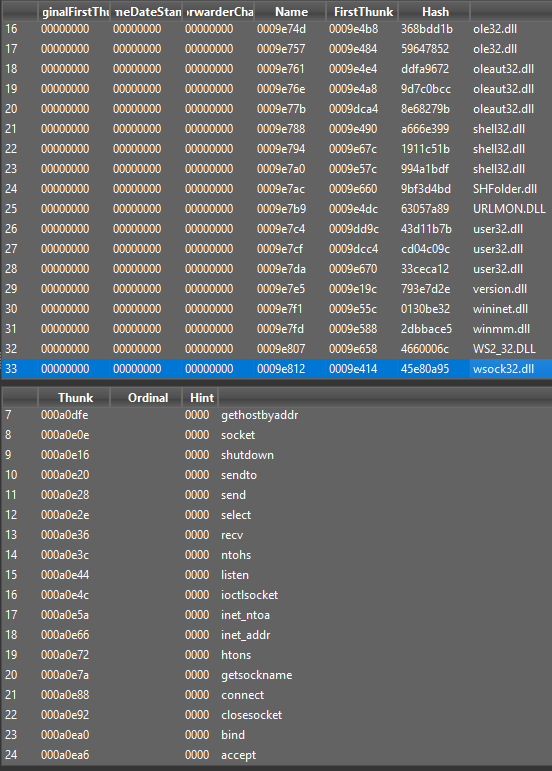 ginalFirstThu neDateStan orwarderCha Name FirstThunk Hash
16 00000000 00000000 00000000 0009e74d 0009e4b8 368bdd1b ole32.dll
17 00000000 00000000 00000000 0009e757 0009e484 59647852 ole32.dll
18 00000000 00000000 00000000 0009e761 0009e4e4 ddfa9672 oleaut32.dll
19 00000000 00000000 00000000 0009e76e 0009e4a8 9d7c0bcc oleaut32.dll
20 00000000 00000000 00000000 0009e77b 0009dca4 8e68279b oleaut32.dll
21 00000000 00000000 00000000 0009e788 0009e490 a666e399 shell32.dll
22 00000000 00000000 00000000 0009e794 0009e67c 1911c51b shell32.dll
23 00000000 00000000 00000000 0009e7a0 0009e57c 994a1bdf shell32.dll
24 00000000 00000000 00000000 0009e7ac 0009e660 9bf3d4bd SHFolder.dll
25 00000000 00000000 00000000 0009e7b9 0009e4dc 63057a89 URLMON.DLL
26 00000000 00000000 00000000 0009e7c4 0009dd9c 43d11b7b user32.dll
27 00000000 00000000 00000000 0009e7cf 0009dcc4 cd04c09c user32.dll
28 00000000 00000000 00000000 0009e7da 0009e670 33ceca12 user32.dll
29 00000000 00000000 00000000 0009e7e5 0009e19c 793e7d2e version.dll
30 00000000 00000000 00000000 0009e7f1 0009e55c 0130be32 wininet.dll
31 00000000 00000000 00000000 0009e7fd 0009e588 2dbbace5 winmm.dll
32 00000000 00000000 00000000 0009e807 0009e658 4660006c WS2_32.DLL
33 00000000 00000000 00000000 0009e812 0009e414 45e80a95 wsock32.dll
Thunk Ordinal Hint
7 000a0dfe 0000 gethostbyaddr
8 000a0e0e 0000 socket
9 000a0e16 0000 shutdown
10 000a0e20 0000 sendto
11 000a0e28 0000 send
12 000a0e2e 0000 select
13 000a0e36 0000 recv
14 000a0e3c 0000 ntohs
15 000a0e44 0000 listen
16 000a0e4c 0000 ioctlsocket
17 000a0e5a 0000 inet_ntoa
18 000a0e66 0000 inet_addr
19 000a0e72 0000 htons
20 000a0e7a 0000 getsockname
21 000a0e88 0000 connect
22 000a0e92 0000 closesocket
23 000a0ea0 0000 bind
24 000a0ea6 0000 accept